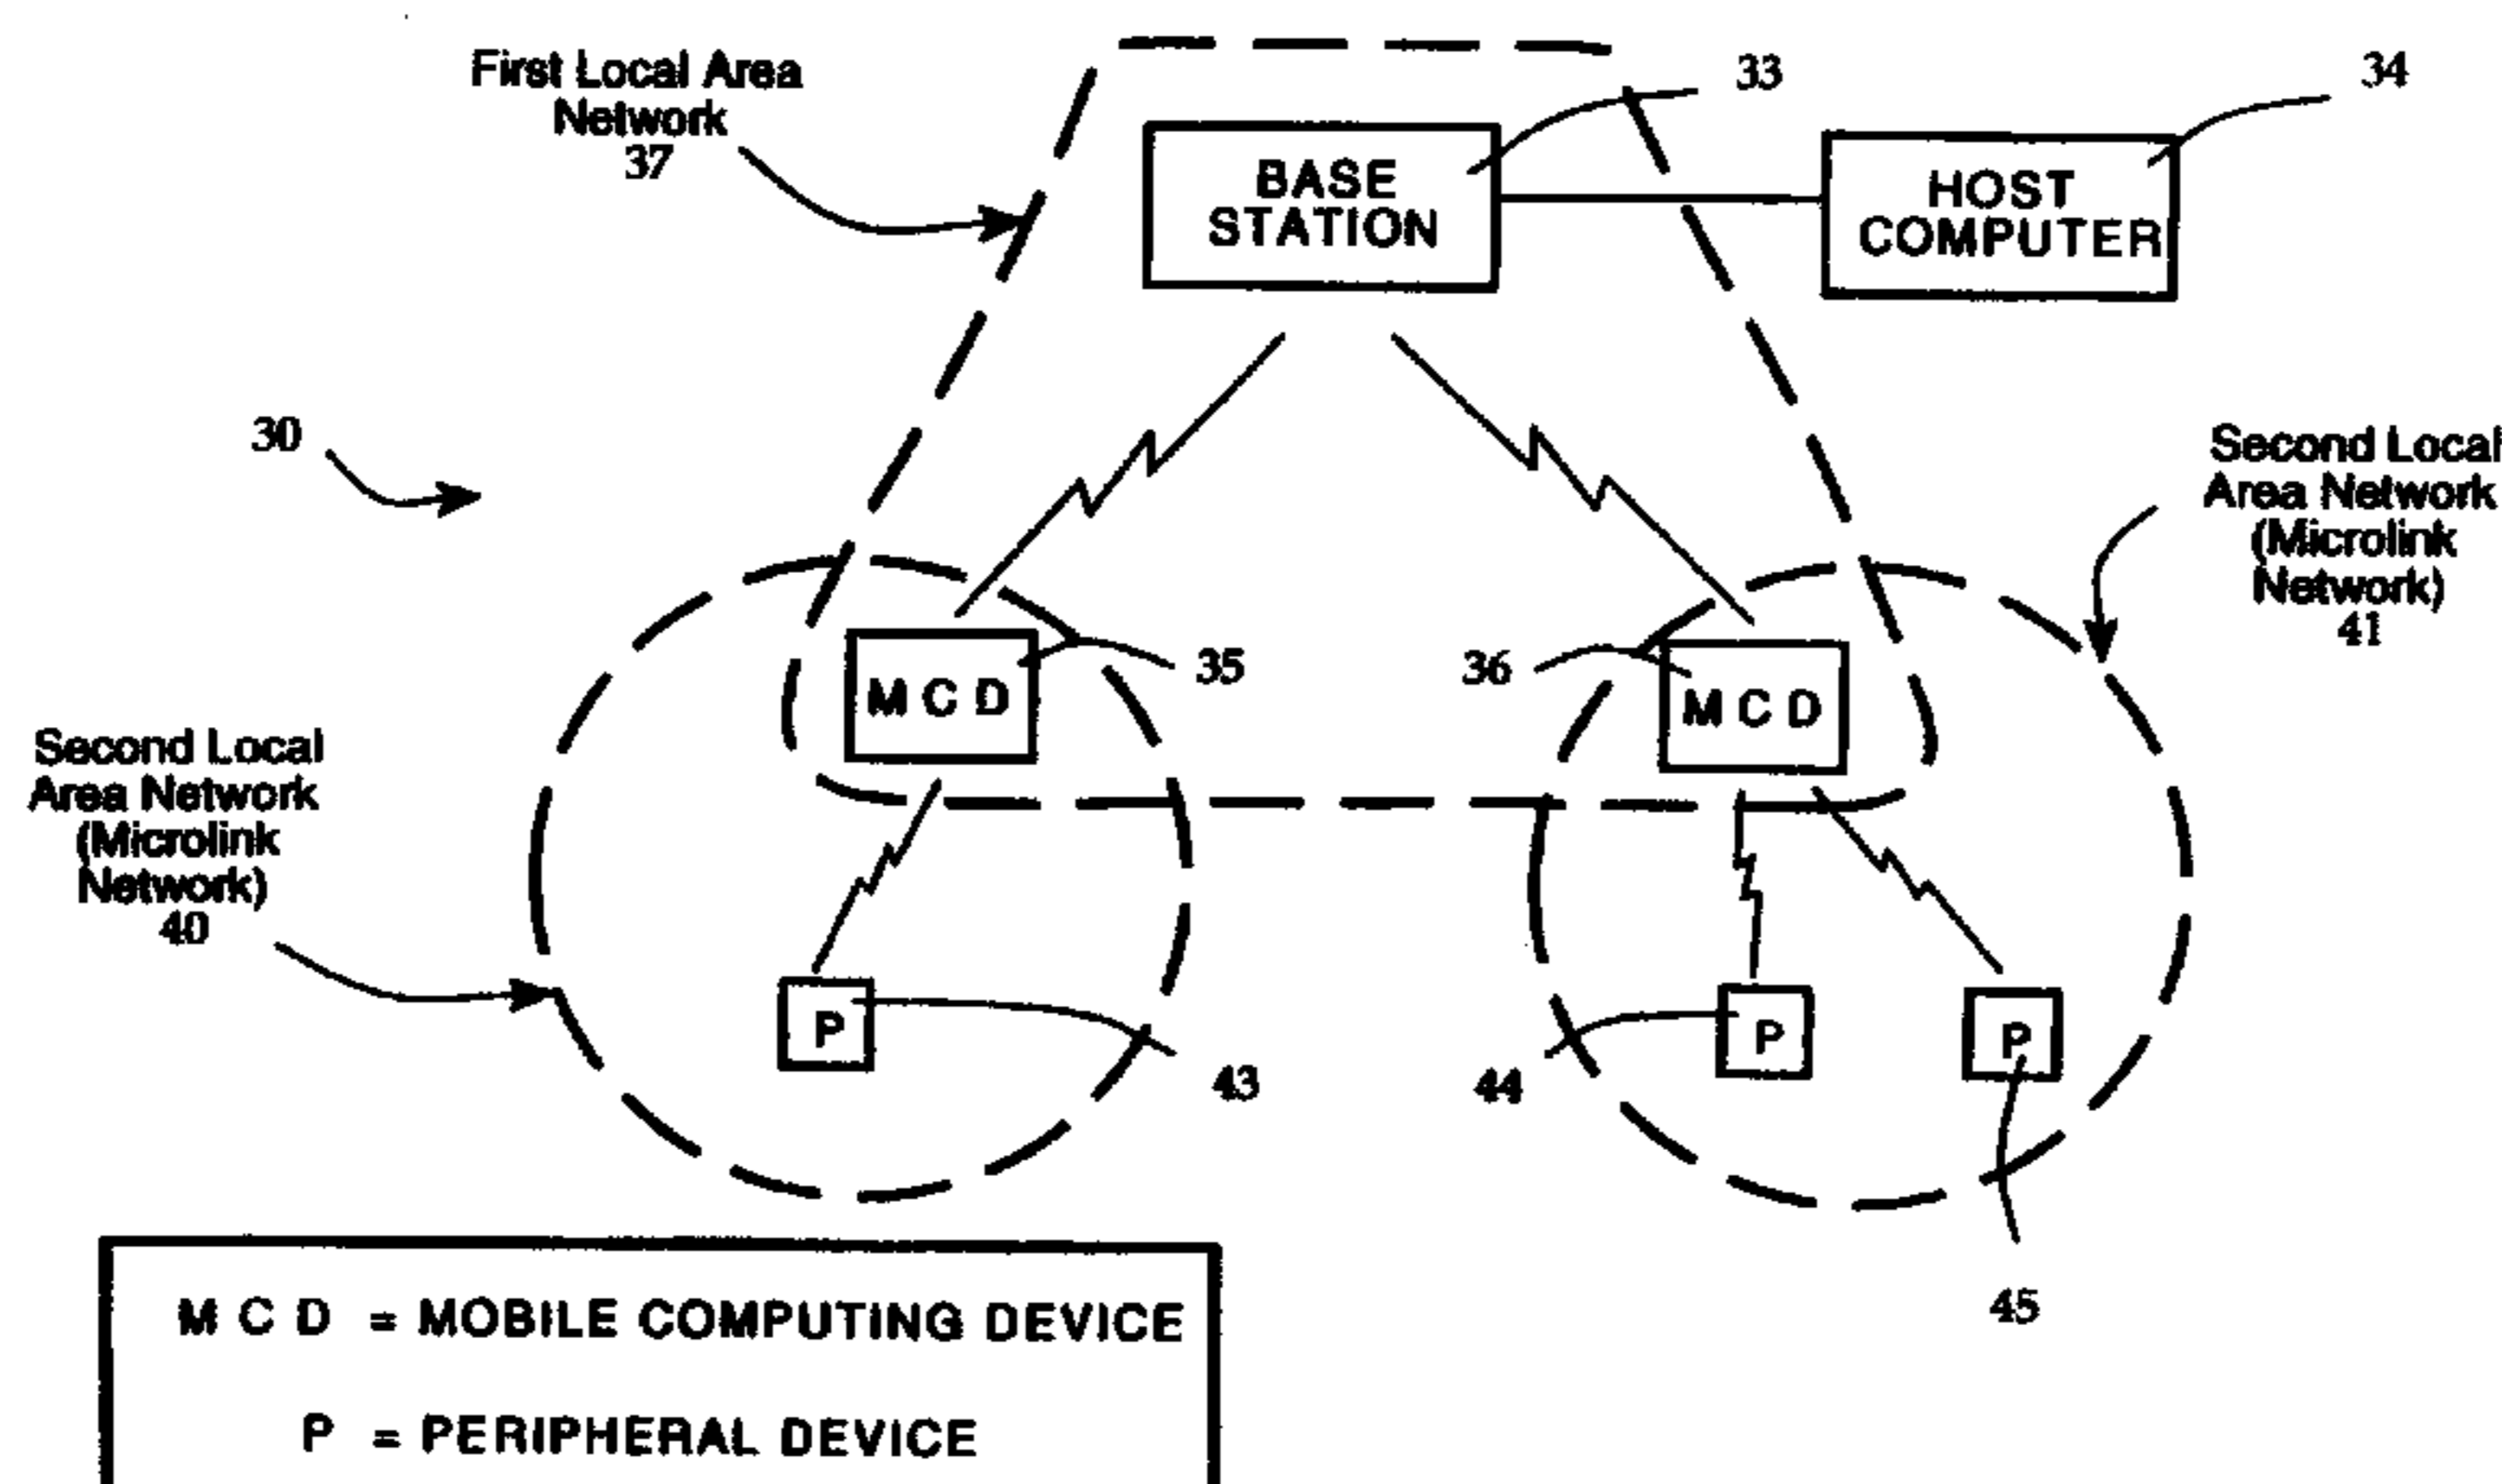 First Local Area
Network
37
33
34
BASE
STATION
HOST
COMPUTER
30
Second Local
Area Network
(Microlink
Network)
41
M C D
35
36
M C D
Second Local
Area Network
(Microlink
Network)
40
P
43
44
P
P
45
M C D = MOBILE COMPUTING DEVICE
P = PERIPHERAL DEVICE